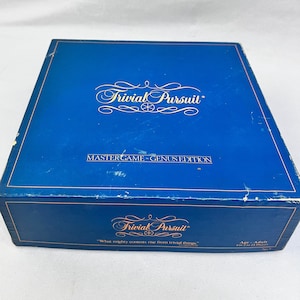 Trivial Pursuit
MASTER GAME - GENUS EDITION
Trivial Pursuit
"What mighty contests rise from trivial things"